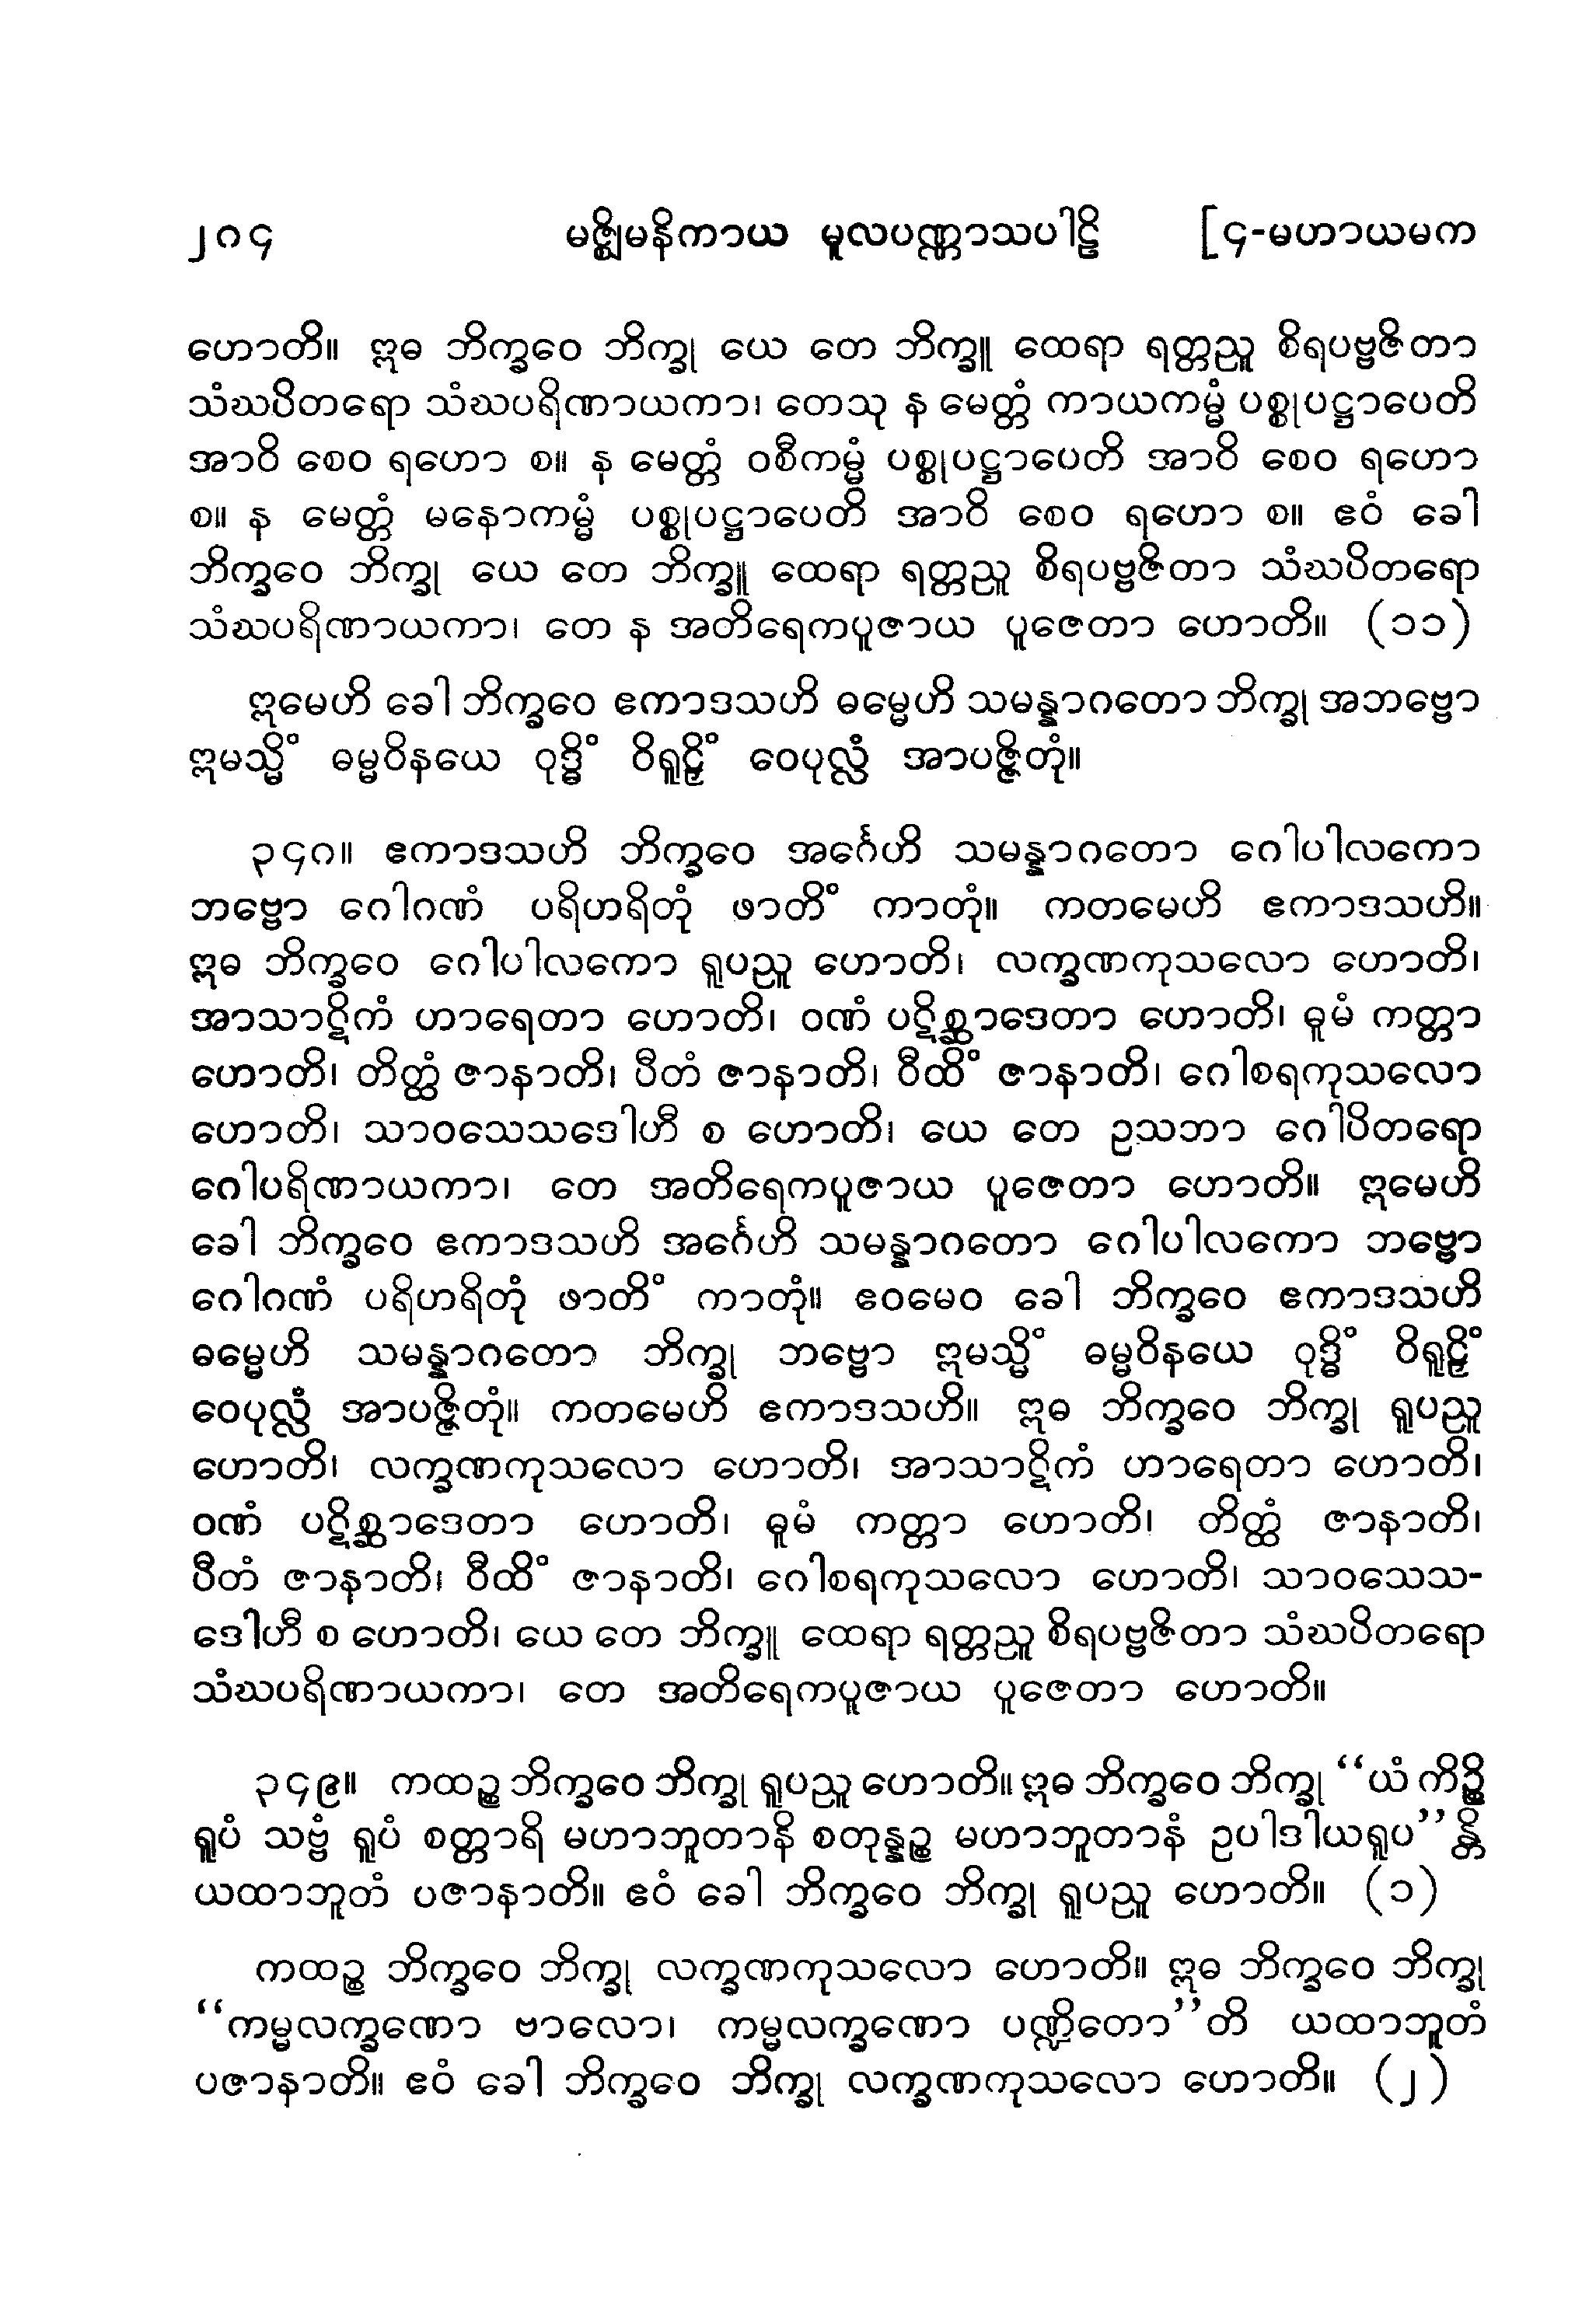 ၂၈၄ မဇ္ဈိမနိကာယ မူလပဏ္ဏာသပါဠိ [၄-မဟာယမက
ဟောတိ။ ဣဓ ဘိက္ခဝေ ဘိက္ခု ယေ တေ ဘိက္ခူ ထေရာ ရတ္တညူ စိရပဗ္ဗဇိတာ
သံဃပိတရော သံဃပရိဏာယကာ၊ တေသု န မေတ္တံ ကာယကမ္မံ ပစ္စုပဋ္ဌာပေတိ
အာဝိ စေဝ ရဟော စ။ န မေတ္တံ ဝစီကမ္မံ ပစ္စုပဋ္ဌာပေတိ အာဝိ စေဝ ရဟော
စ။ န မေတ္တံ မနောကမ္မံ ပစ္စုပဋ္ဌာပေတိ အာဝိ စေဝ ရဟော စ။ ဧဝံ ခေါ
ဘိက္ခဝေ ဘိက္ခု ယေ တေ ဘိက္ခူ ထေရာ ရတ္တညူ စိရပဗ္ဗဇိတာ သံဃပိတရော
သံဃပရိဏာယကာ၊ တေ န အတိရေကပူဇာယ ပူဇေတာ ဟောတိ။ (၁၁)
ဣမေဟိ ခေါ ဘိက္ခဝေ ဧကာဒသဟိ ဓမ္မေဟိ သမန္နာဂတော ဘိက္ခု အဘဗ္ဗော
ဣမသ္မိံ ဓမ္မဝိနယေ ဝုဒ္ဓိံ ဝိရူဠှိံ ဝေပုလ္လံ အာပဇ္ဇိတုံ။
၃၄၈။ ဧကာဒသဟိ ဘိက္ခဝေ အင်္ဂေဟိ သမန္နာဂတော ဂေါပါလကော
ဘဗ္ဗော ဂေါဂဏံ ပရိဟရိတုံ ဖာတိံ ကာတုံ။ ကတမေဟိ ဧကာဒသဟိ။
ဣဓ ဘိက္ခဝေ ဂေါပါလကော ရူပညူ ဟောတိ၊ လက္ခဏကုသလော ဟောတိ၊
အာသာဋိကံ ဟာရေတာ ဟောတိ၊ ဝဏံ ပဋိစ္ဆာဒေတာ ဟောတိ၊ ဓူမံ ကတ္တာ
ဟောတိ၊ တိတ္ထံ ဇာနာတိ၊ ပီတံ ဇာနာတိ၊ ဝီထိံ ဇာနာတိ၊ ဂေါစရကုသလော
ဟောတိ၊ သာဝသေသဒေါဟီ စ ဟောတိ၊ ယေ တေ ဥသဘာ ဂေါပိတရော
ဂေါပရိဏာယကာ၊ တေ အတိရေကပူဇာယ ပူဇေတာ ဟောတိ။ ဣမေဟိ
ခေါ ဘိက္ခဝေ ဧကာဒသဟိ အင်္ဂေဟိ သမန္နာဂတော ဂေါပါလကော ဘဗ္ဗော
ဂေါဂဏံ ပရိဟရိတုံ ဖာတိံ ကာတုံ။ ဧဝမေဝ ခေါ ဘိက္ခဝေ ဧကာဒသဟိ
ဓမ္မေဟိ သမန္နာဂတော ဘိက္ခု ဘဗ္ဗော ဣမသ္မိံ ဓမ္မဝိနယေ ဝုဒ္ဓိံ ဝိရူဠှိံ
ဝေပုလ္လံ အာပဇ္ဇိတုံ။ ကတမေဟိ ဧကာဒသဟိ။ ဣဓ ဘိက္ခဝေ ဘိက္ခု ရူပညူ
ဟောတိ၊ လက္ခဏကုသလော ဟောတိ၊ အာသာဋိကံ ဟာရေတာ ဟောတိ၊
ဝဏံ ပဋိစ္ဆာဒေတာ ဟောတိ၊ ဓူမံ ကတ္တာ ဟောတိ၊ တိတ္ထံ ဇာနာတိ၊
ပီတံ ဇာနာတိ၊ ဝီထိံ ဇာနာတိ၊ ဂေါစရကုသလော ဟောတိ၊ သာဝသေသ-
ဒေါဟီ စ ဟောတိ၊ ယေ တေ ဘိက္ခူ ထေရာ ရတ္တညူ စိရပဗ္ဗဇိတာ သံဃပိတရော
သံဃပရိဏာယကာ၊ တေ အတိရေကပူဇာယ ပူဇေတာ ဟောတိ။
၃၄၉။ ကထဉ္စ ဘိက္ခဝေ ဘိက္ခု ရူပညူ ဟောတိ။ ဣဓ ဘိက္ခဝေ ဘိက္ခု “ယံ ကိဉ္စိ
ရူပံ သဗ္ဗံ ရူပံ စတ္တာရိ မဟာဘူတာနိ စတုန္နဉ္စ မဟာဘူတာနံ ဥပါဒါယရူပ”န္တိ
ယထာဘူတံ ပဇာနာတိ။ ဧဝံ ခေါ ဘိက္ခဝေ ဘိက္ခု ရူပညူ ဟောတိ။ (၁)
ကထဉ္စ ဘိက္ခဝေ ဘိက္ခု လက္ခဏကုသလော ဟောတိ။ ဣဓ ဘိက္ခဝေ ဘိက္ခု
“ကမ္မလက္ခဏော ဗာလော၊ ကမ္မလက္ခဏော ပဏ္ဍိတော”တိ ယထာဘူတံ
ပဇာနာတိ။ ဧဝံ ခေါ ဘိက္ခဝေ ဘိက္ခု လက္ခဏကုသလော ဟောတိ။ (၂)